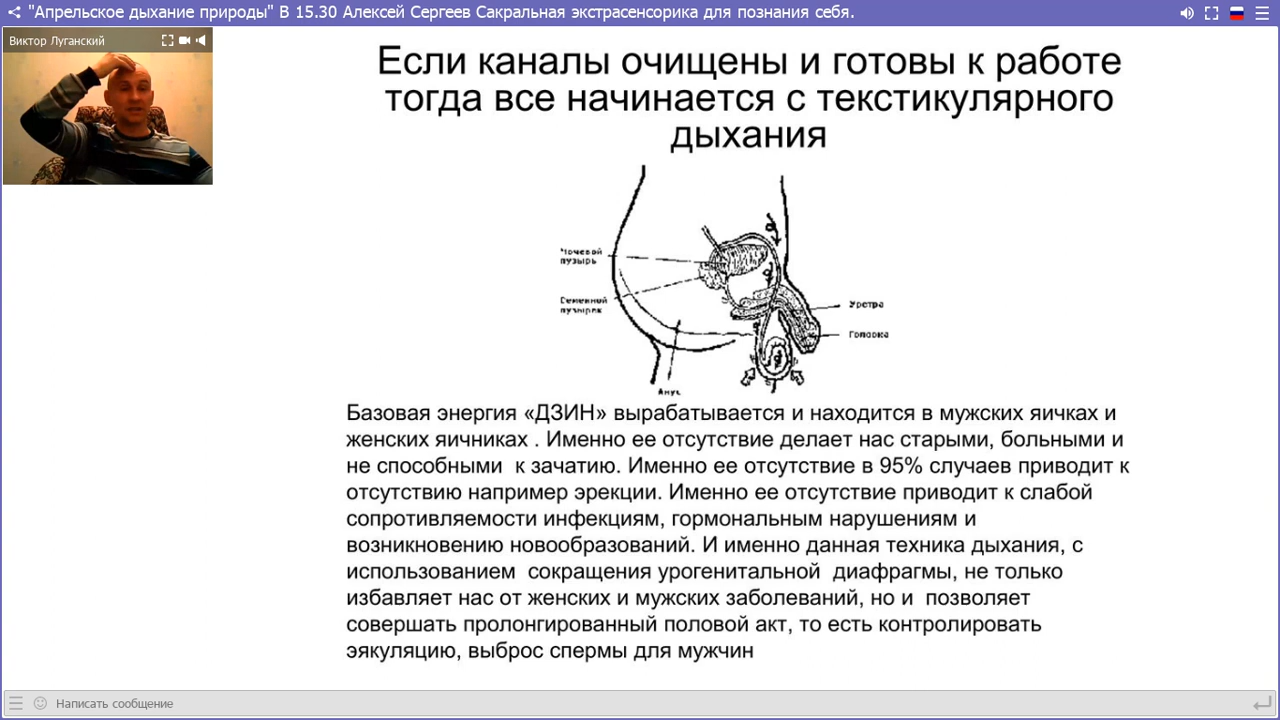 "Апрельское дыхание природы" В 15.30 Алексей Сергеев Сакральная экстрасенсорика для познания себя.
Виктор Луганский
Если каналы очищены и готовы к работе
тогда все начинается с текстикулярного
дыхания
Мочевой
пузырь
Семенной
пузырек
Уретра
Головка
Анус
Базовая энергия «ДЗИН» вырабатывается и находится в мужских яичках и
женских яичниках . Именно ее отсутствие делает нас старыми, больными и
не способными к зачатию. Именно ее отсутствие в 95% случаев приводит к
отсутствию например эрекции. Именно ее отсутствие приводит к слабой
сопротивляемости инфекциям, гормональным нарушениям и
возникновению новообразований. И именно данная техника дыхания, с
использованием сокращения урогенитальной диафрагмы, не только
избавляет нас от женских и мужских заболеваний, но и позволяет
совершать пролонгированный половой акт, то есть контролировать
эякуляцию, выброс спермы для мужчин
Написать сообщение